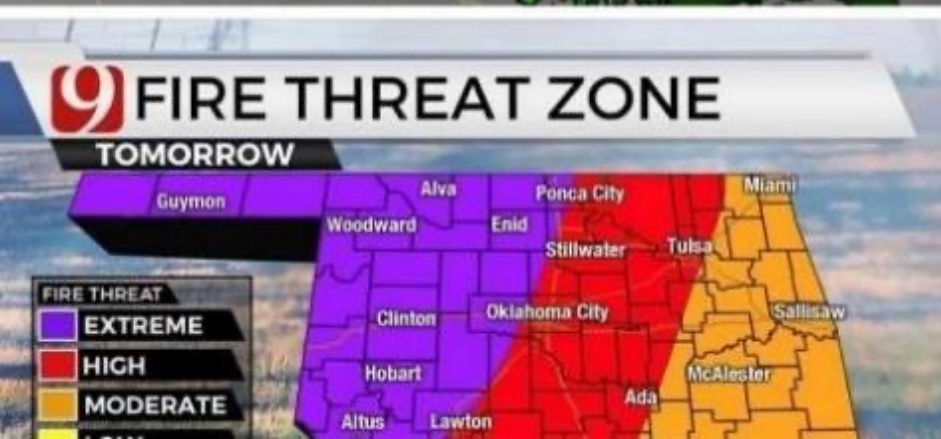 9 FIRE THREAT ZONE
TOMORROW
Guymon
Alva
Ponca City
Miami
Woodward
Enid
Stillwater
Tulsa
FIRE THREAT
EXTREME
HIGH
MODERATE
LOW
Clinton
Oklahoma City
Sallisaw
Hobart
McAlester
Ada
Altus
Lawton